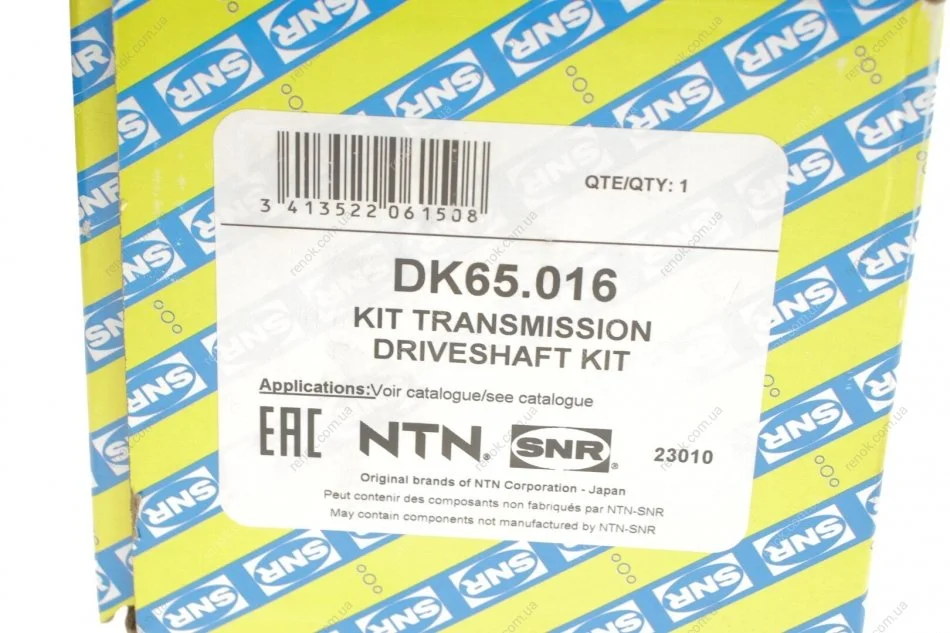 QTE/QTY: 1
3 413522 061508
DK65.016
KIT TRANSMISSION
DRIVESHAFT KIT
Applications:Voir catalogue/see catalogue
EAC NTN® SNR® 23010
Original brands of NTN Corporation - Japan
Peut contenir des composants non fabriqués par NTN-SNR
May contain components not manufactured by NTN-SNR
SNR
renok.com.ua